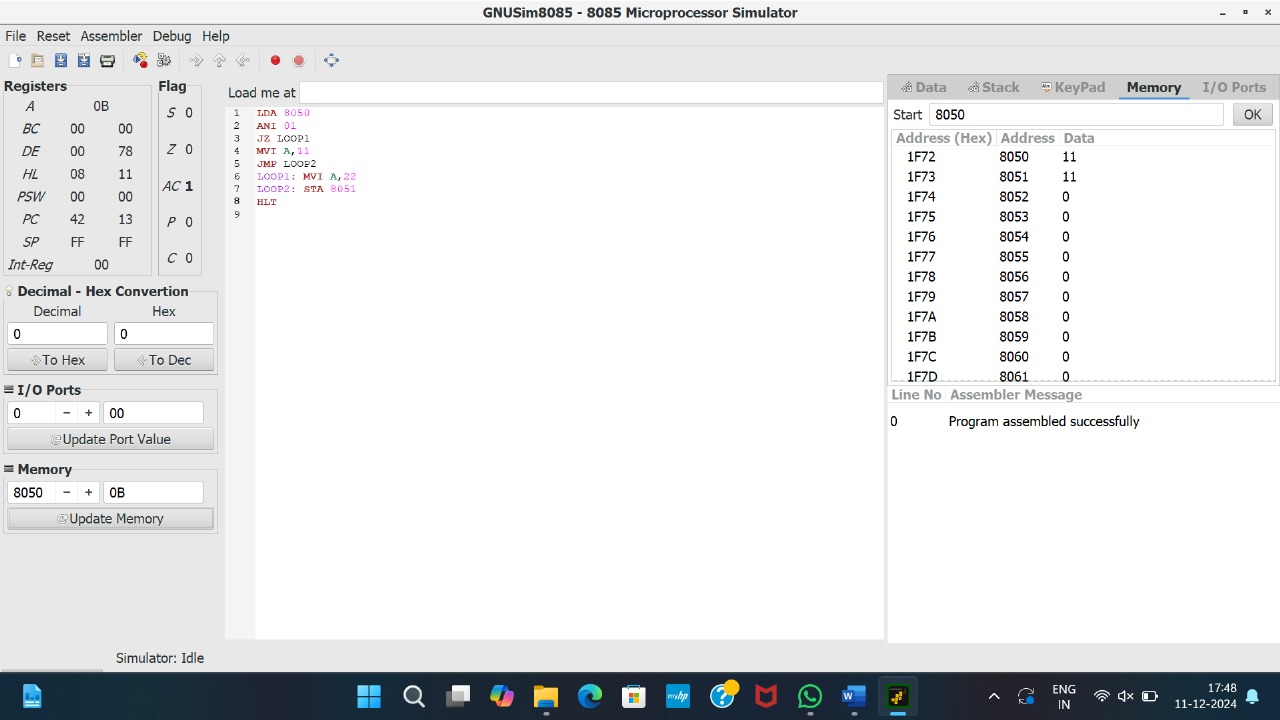 GNUSim8085 - 8085 Microprocessor Simulator
File Reset Assembler Debug Help
Registers
A 0B
BC 00 00
DE 00 78
HL 08 11
PSW 00 00
PC 42 13
SP FF FF
Int-Reg 00
Flag
S 0
Z 0
AC 1
P 0
C 0
Decimal - Hex Convertion
Decimal Hex
0 0
To Hex To Dec
I/O Ports
0 - + 00
Update Port Value
Memory
8050 - + 0B
Update Memory
Load me at
1 LDA 8050
2 ANI 01
3 JZ LOOP1
4 MVI A,11
5 JMP LOOP2
6 LOOP1: MVI A,22
7 LOOP2: STA 8051
8 HLT
9
Data Stack KeyPad Memory I/O Ports
Start 8050 OK
Address (Hex) Address Data
1F72 8050 11
1F73 8051 11
1F74 8052 0
1F75 8053 0
1F76 8054 0
1F77 8055 0
1F78 8056 0
1F79 8057 0
1F7A 8058 0
1F7B 8059 0
1F7C 8060 0
1F7D 8061 0
Line No Assembler Message
0 Program assembled successfully
Simulator: Idle
myhp
W
ENG
IN
17:48
11-12-2024